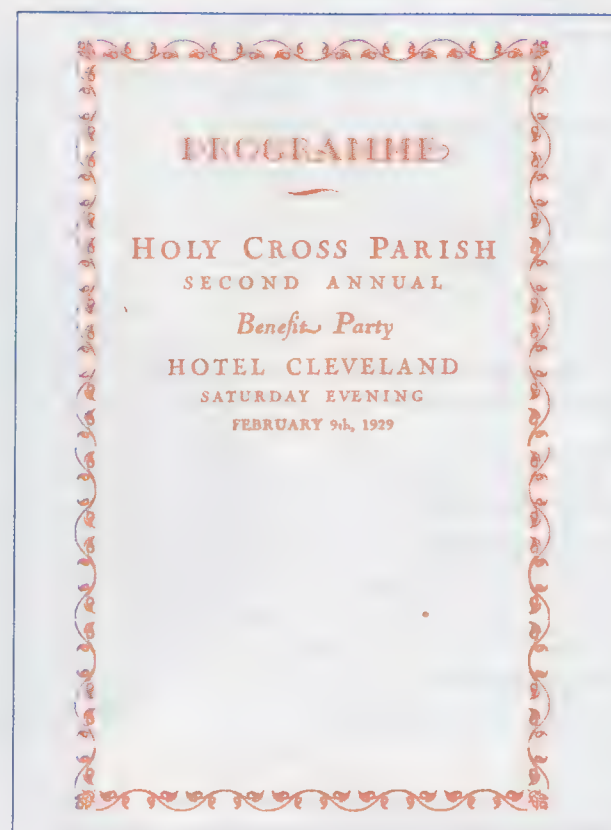 PROGRAMME
HOLY CROSS PARISH
SECOND ANNUAL
Benefit Party
HOTEL CLEVELAND
SATURDAY EVENING
FEBRUARY 9th, 1929